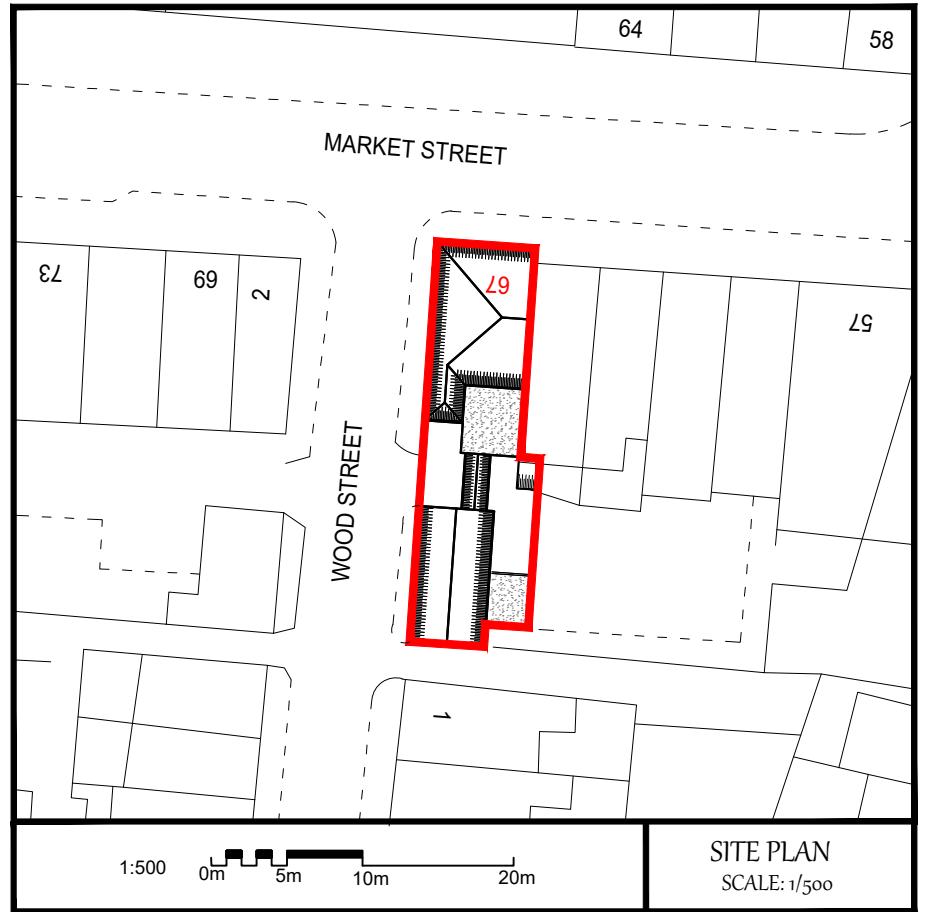 64
58
MARKET STREET
73
69
2
67
57
WOOD STREET
1
1:500
0m
5m
10m
20m
SITE PLAN
SCALE: 1/500